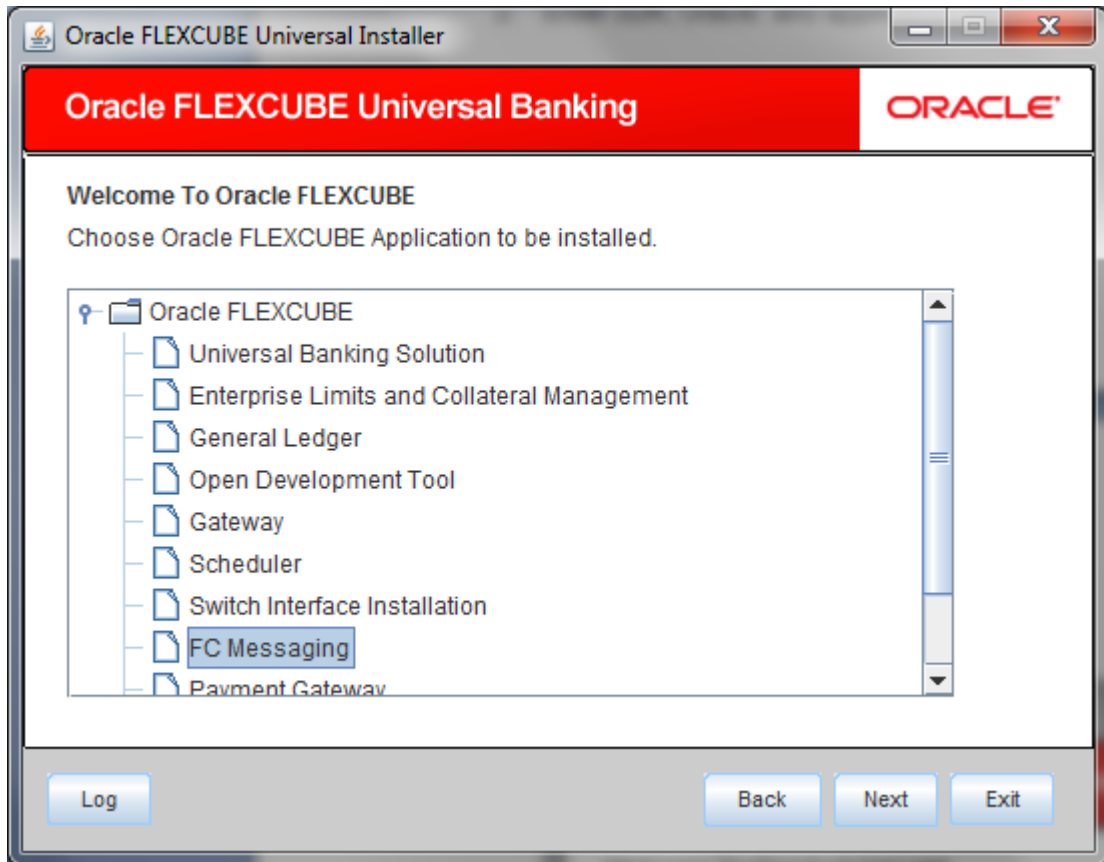 Oracle FLEXCUBE Universal Installer
Oracle FLEXCUBE Universal Banking
ORACLE
Welcome To Oracle FLEXCUBE
Choose Oracle FLEXCUBE Application to be installed.
Oracle FLEXCUBE
Universal Banking Solution
Enterprise Limits and Collateral Management
General Ledger
Open Development Tool
Gateway
Scheduler
Switch Interface Installation
FC Messaging
Payment Gateway
Log Back Next Exit